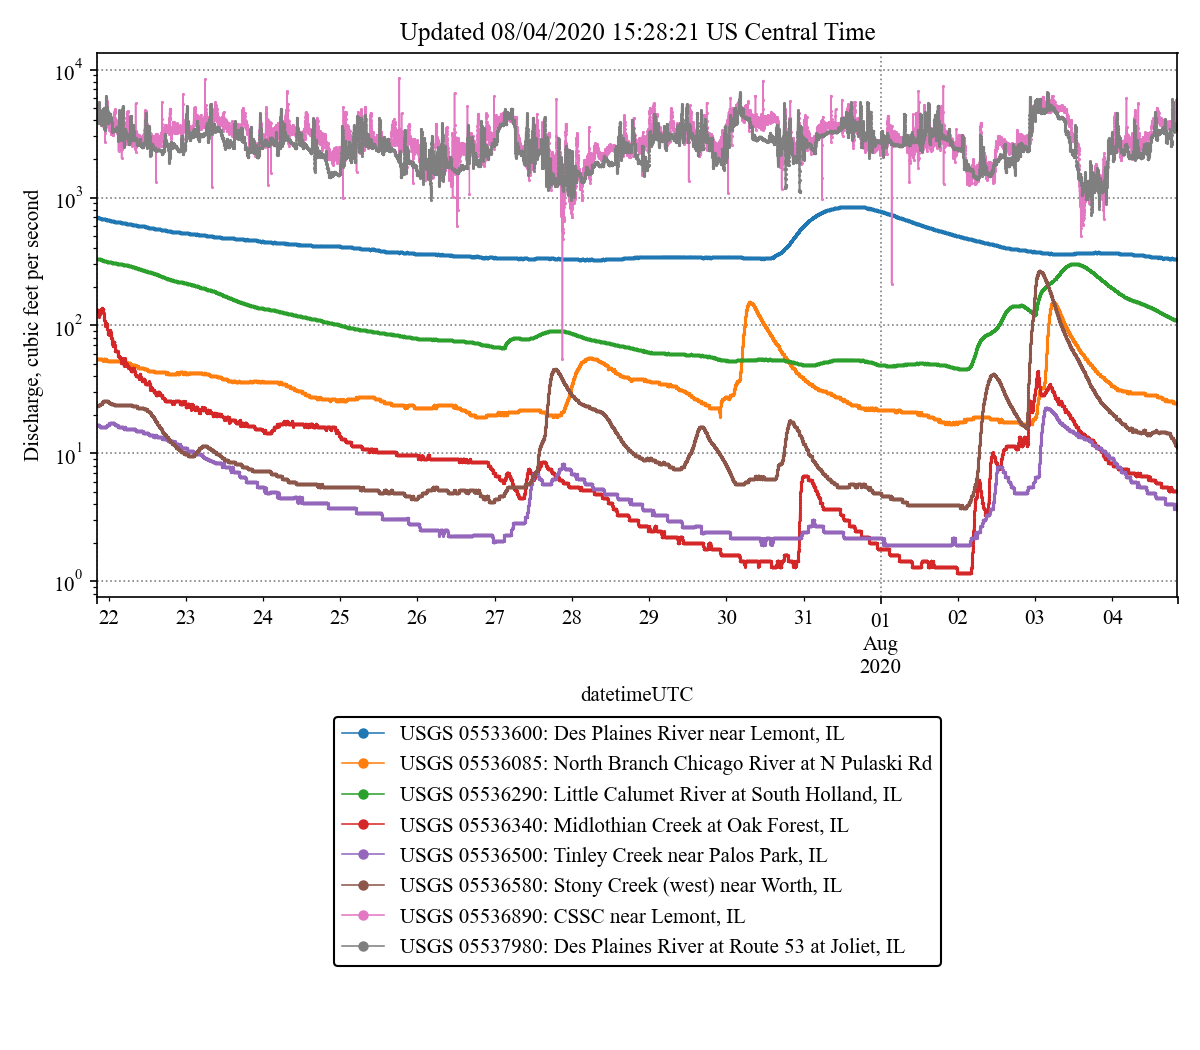 Updated 08/04/2020 15:28:21 US Central Time
Discharge, cubic feet per second
10^4
10^3
10^2
10^1
10^0
22 23 24 25 26 27 28 29 30 31 01 02 03 04
Aug
2020
datetimeUTC
USGS 05533600: Des Plaines River near Lemont, IL
USGS 05536085: North Branch Chicago River at N Pulaski Rd
USGS 05536290: Little Calumet River at South Holland, IL
USGS 05536340: Midlothian Creek at Oak Forest, IL
USGS 05536500: Tinley Creek near Palos Park, IL
USGS 05536580: Stony Creek (west) near Worth, IL
USGS 05536890: CSSC near Lemont, IL
USGS 05537980: Des Plaines River at Route 53 at Joliet, IL